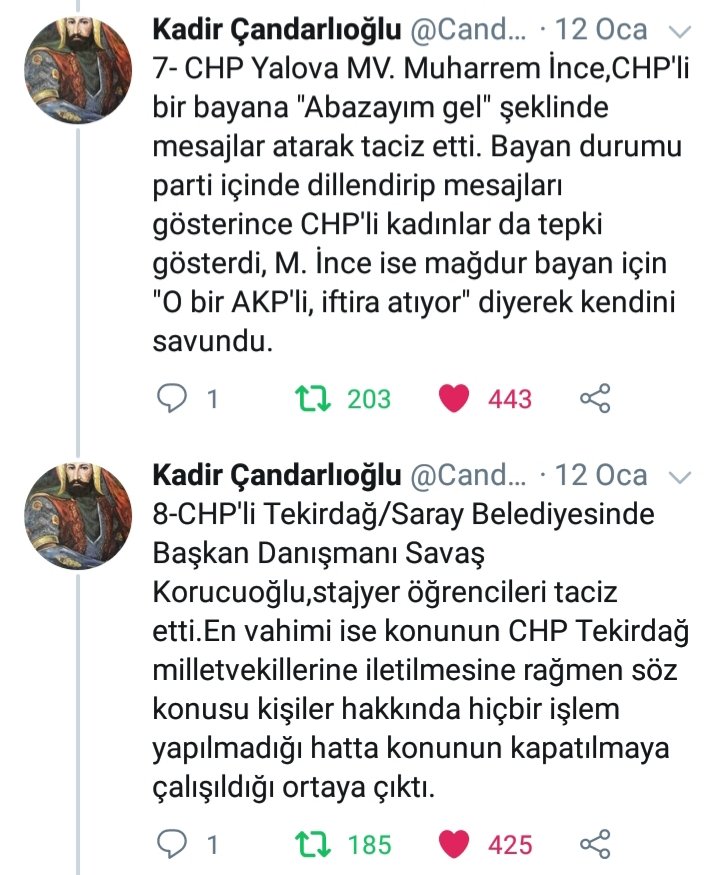 Kadir Çandarlıoğlu @Cand... · 12 Oca
7- CHP Yalova MV. Muharrem İnce,CHP'li
bir bayana "Abazayım gel" şeklinde
mesajlar atarak taciz etti. Bayan durumu
parti içinde dillendirip mesajları
gösterince CHP'li kadınlar da tepki
gösterdi, M. İnce ise mağdur bayan için
"O bir AKP'li, iftira atıyor" diyerek kendini
savundu.
1 203 443
Kadir Çandarlıoğlu @Cand... · 12 Oca
8-CHP'li Tekirdağ/Saray Belediyesinde
Başkan Danışmanı Savaş
Korucuoğlu,stajyer öğrencileri taciz
etti.En vahimi ise konunun CHP Tekirdağ
milletvekillerine iletilmesine rağmen söz
konusu kişiler hakkında hiçbir işlem
yapılmadığı hatta konunun kapatılmaya
çalışıldığı ortaya çıktı.
1 185 425